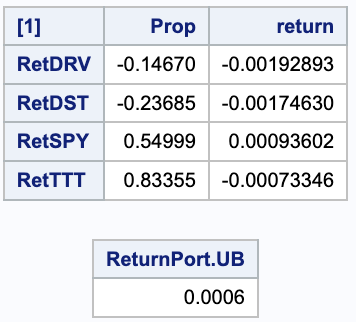 [1] Prop return
RetDRV -0.14670 -0.00192893
RetDST -0.23685 -0.00174630
RetSPY 0.54999 0.00093602
RetTTT 0.83355 -0.00073346
ReturnPort.UB
0.0006